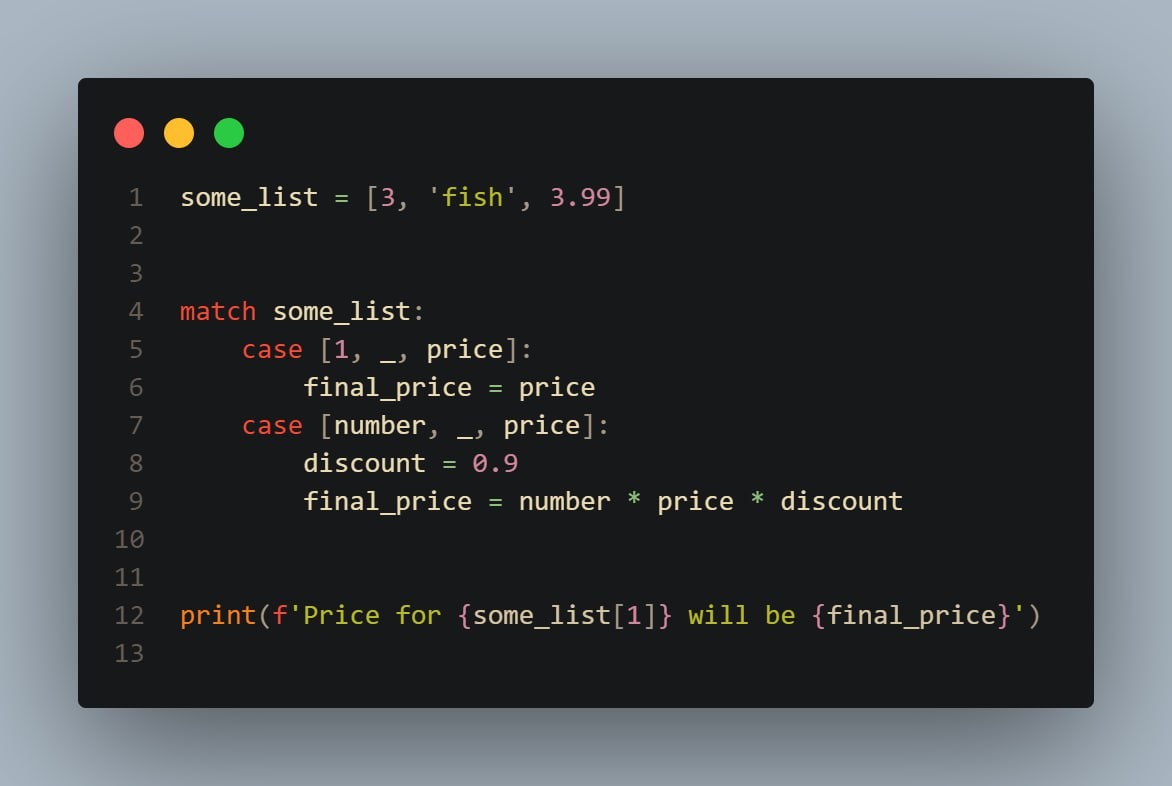 1 some_list = [3, 'fish', 3.99]
2
3
4 match some_list:
5     case [1, _, price]:
6         final_price = price
7     case [number, _, price]:
8         discount = 0.9
9         final_price = number * price * discount
10
11
12 print(f'Price for {some_list[1]} will be {final_price}')
13